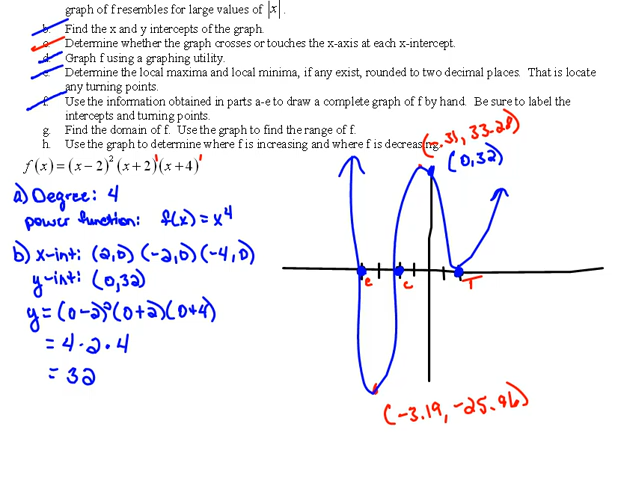 graph of f resembles for large values of |x|.
b. Find the x and y intercepts of the graph.
c. Determine whether the graph crosses or touches the x-axis at each x-intercept.
d. Graph f using a graphing utility.
e. Determine the local maxima and local minima, if any exist, rounded to two decimal places. That is locate
any turning points.
f. Use the information obtained in parts a-e to draw a complete graph of f by hand. Be sure to label the
intercepts and turning points.
g. Find the domain of f. Use the graph to find the range of f.
h. Use the graph to determine where f is increasing and where f is decreasing.
f(x) = (x-2)²(x+2)¹(x+4)¹
(-.31, 33.28)
(0,32)
a) Degree: 4
power function: f(x) = x⁴
b) x-int: (2,0) (-2,0) (-4,0)
y-int: (0,32)
y = (0-2)²(0+2)(0+4)
= 4·2·4
= 32
c c T
(-3.19, -25.96)